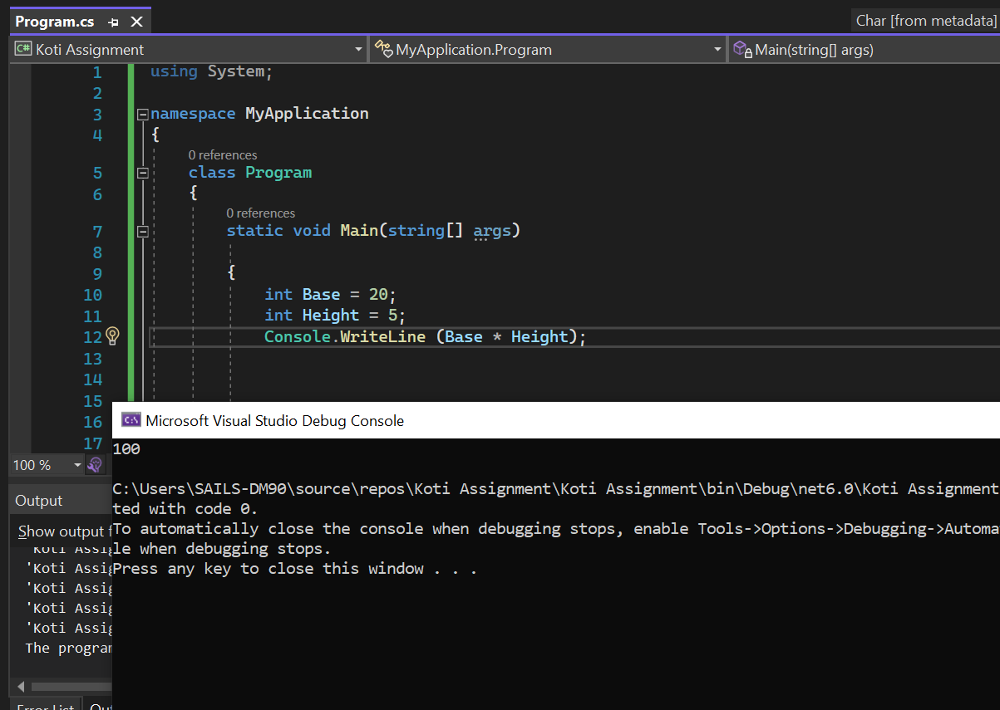 Program.cs
Char [from metadata]
C# Koti Assignment
MyApplication.Program
Main(string[] args)
1 using System;
2
3 namespace MyApplication
4 {
0 references
5 class Program
6 {
0 references
7 static void Main(string[] args)
8
9 {
10 int Base = 20;
11 int Height = 5;
12 Console.WriteLine (Base * Height);
13
14
15
16
17
C:\ Microsoft Visual Studio Debug Console
100
C:\Users\SAILS-DM90\source\repos\Koti Assignment\Koti Assignment\bin\Debug\net6.0\Koti Assignment
ted with code 0.
To automatically close the console when debugging stops, enable Tools->Options->Debugging->Automa
le when debugging stops.
Press any key to close this window . . .
100 %
Output
Show output f
'Koti Assig
'Koti Assig
'Koti Assig
'Koti Assig
'Koti Assig
The program
Error List
Out